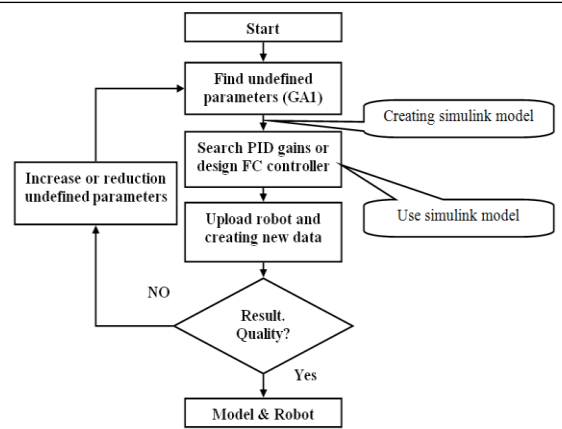 Start
Find undefined
parameters (GA1)
Creating simulink model
Search PID gains or
design FC controller
Increase or reduction
undefined parameters
Use simulink model
Upload robot and
creating new data
NO
Result.
Quality?
Yes
Model & Robot